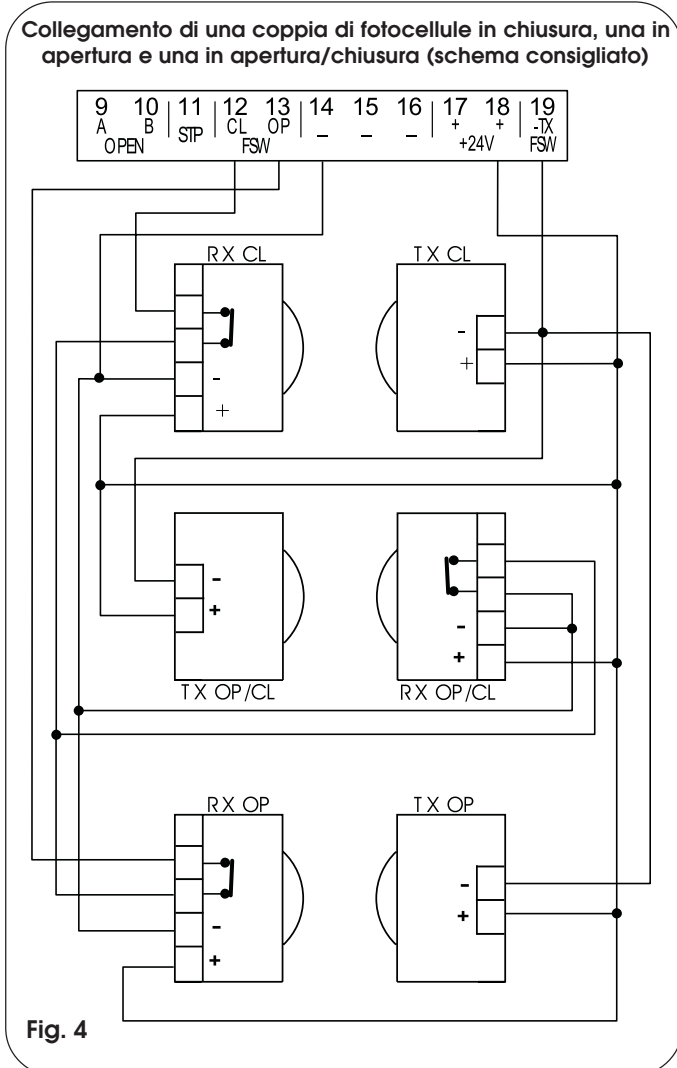 Collegamento di una coppia di fotocellule in chiusura, una in
apertura e una in apertura/chiusura (schema consigliato)
9 10 11 12 13 14 15 16 17 18 19
A B STP CL OP _ _ _ + + -TX
OPEN FSW +24V FSW
RX CL TX CL
-
+
-
+
TX OP/CL RX OP/CL
-
+
-
+
RX OP TX OP
-
+
-
+
Fig. 4